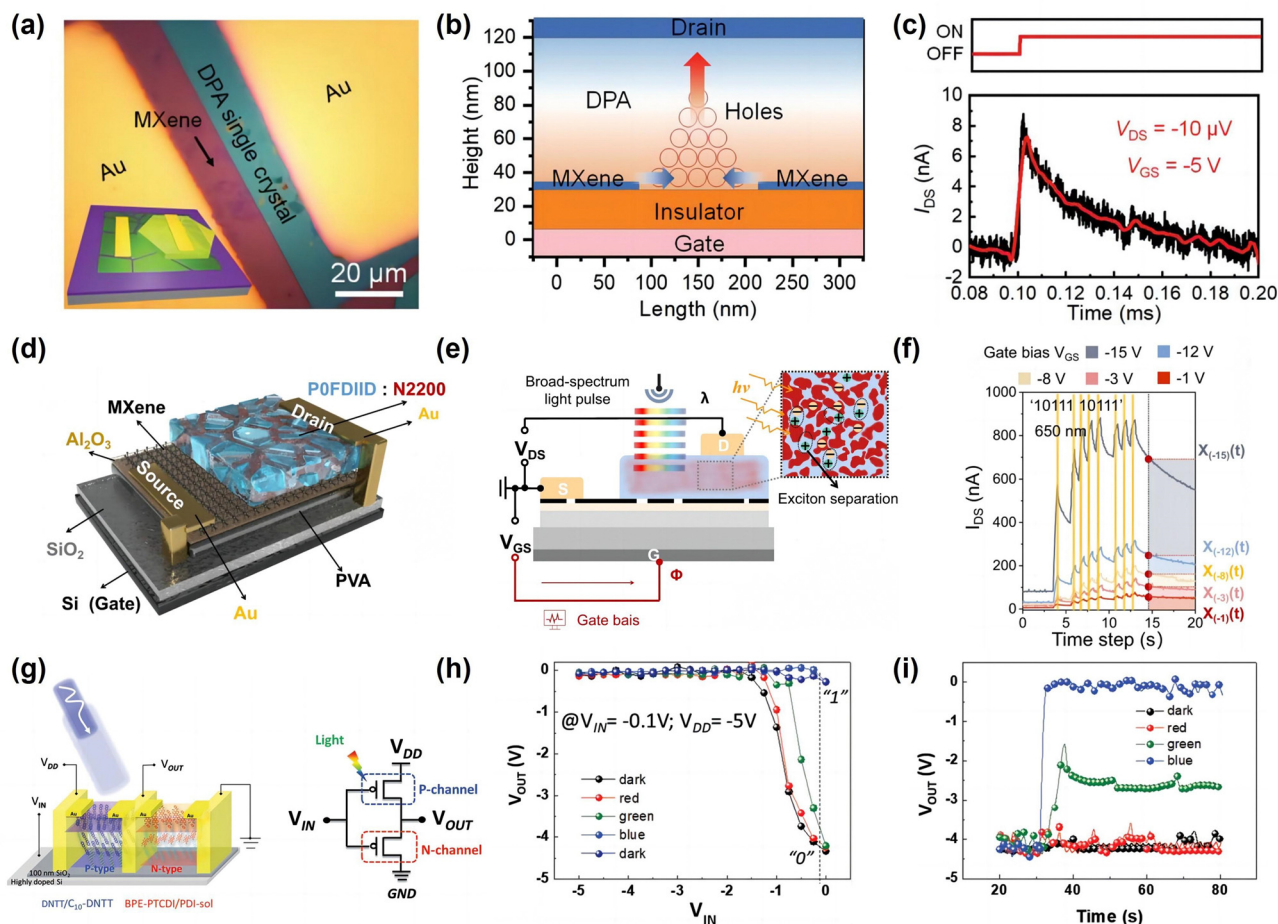 (a)
Au
DPA single crystal
MXene
Au
20 µm
(b)
Drain
120
100
80
60
40
20
0
Height (nm)
DPA
Holes
MXene
MXene
Insulator
Gate
0
50
100
150
200
250
300
Length (nm)
(c)
ON
OFF
10
8
6
4
2
0
-2
I_DS (nA)
V_DS = -10 µV
V_GS = -5 V
0.08
0.10
0.12
0.14
0.16
0.18
0.20
Time (ms)
(d)
P0FDIID : N2200
MXene
Al₂O₃
Drain
Au
Source
SiO₂
Si (Gate)
Au
PVA
(e)
Broad-spectrum
light pulse
λ
hv
V_DS
D
S
Exciton separation
V_GS
G
Φ
Gate bais
(f)
Gate bias V_GS
-15 V
-12 V
-8 V
-3 V
-1 V
1000
800
600
400
200
0
I_DS (nA)
'10111 10111'
650 nm
X(-15)(t)
X(-12)(t)
X(-8)(t)
X(-3)(t)
X(-1)(t)
0
5
10
15
20
Time step (s)
(g)
V_DD
V_OUT
V_IN
Au
Au
Au
Au
P-type
N-type
100 nm SiO₂
Highly doped Si
DNTT/C₁₀-DNTT
BPE-PTCDI/PDI-sol
Light
V_DD
P-channel
V_IN
V_OUT
N-channel
GND
(h)
0
-1
-2
-3
-4
-5
V_OUT (V)
@V_IN= -0.1V; V_DD= -5V
"1"
dark
red
green
blue
dark
"0"
-5
-4
-3
-2
-1
0
V_IN
(i)
0
-1
-2
-3
-4
-5
V_OUT (V)
dark
red
green
blue
20
40
60
80
Time (s)